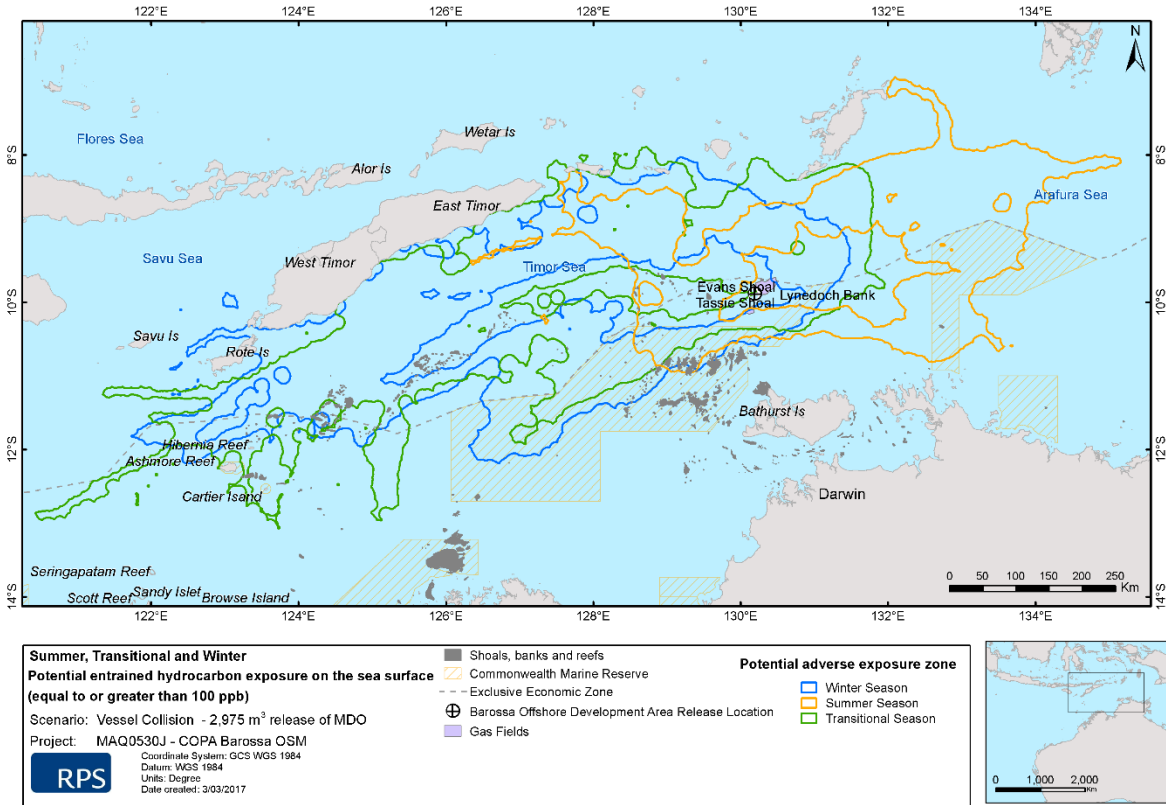 122°E 124°E 126°E 128°E 130°E 132°E 134°E
N
8°S 8°S
Flores Sea
Wetar Is
Alor Is
East Timor
Arafura Sea
West Timor
Savu Sea
Timor Sea
10°S 10°S
Evans Shoal
Tassie Shoal
Lynedoch Bank
Savu Is
Rote Is
Bathurst Is
12°S 12°S
Hibernia Reef
Ashmore Reef
Cartier Island
Darwin
Seringapatam Reef
Scott Reef
Sandy Islet
Browse Island
0 50 100 150 200 250
Km
14°S 14°S
122°E 124°E 126°E 128°E 130°E 132°E 134°E
Summer, Transitional and Winter
Potential entrained hydrocarbon exposure on the sea surface
(equal to or greater than 100 ppb)
Scenario: Vessel Collision - 2,975 m³ release of MDO
Project: MAQ0530J - COPA Barossa OSM
RPS
Coordinate System: GCS WGS 1984
Datum: WGS 1984
Units: Degree
Date created: 3/03/2017
Shoals, banks and reefs
Commonwealth Marine Reserve
Exclusive Economic Zone
Barossa Offshore Development Area Release Location
Gas Fields
Potential adverse exposure zone
Winter Season
Summer Season
Transitional Season
0 1,000 2,000
Km